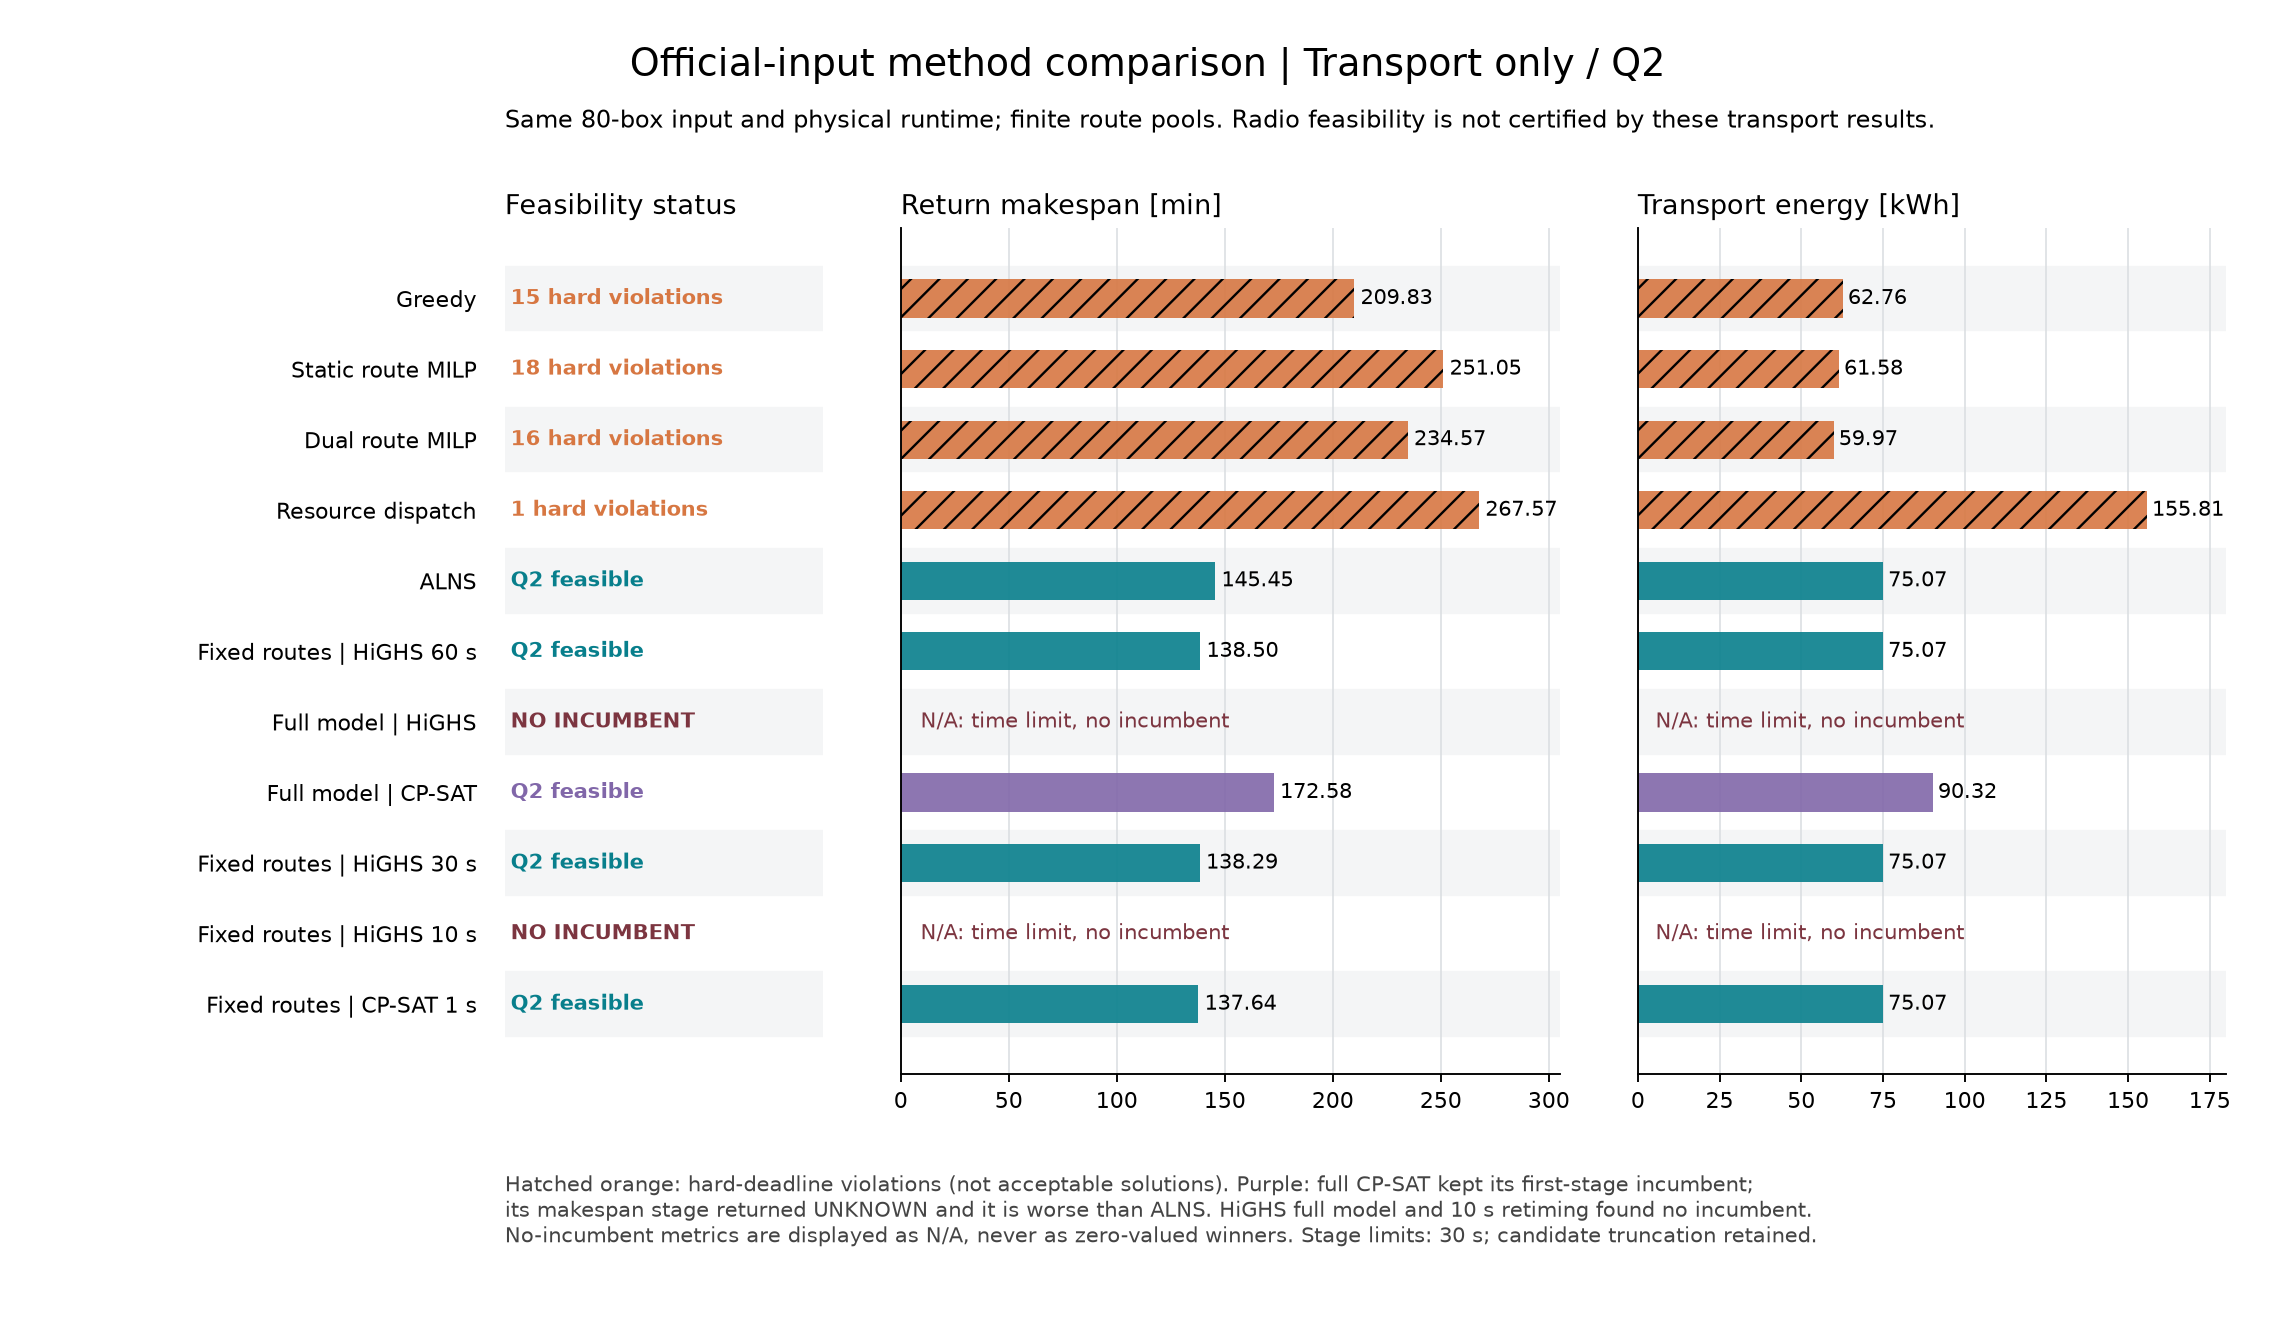 Official-input method comparison | Transport only / Q2
Same 80-box input and physical runtime; finite route pools. Radio feasibility is not certified by these transport results.
Feasibility status Return makespan [min] Transport energy [kWh]
Greedy 15 hard violations 209.83 62.76
Static route MILP 18 hard violations 251.05 61.58
Dual route MILP 16 hard violations 234.57 59.97
Resource dispatch 1 hard violations 267.57 155.81
ALNS Q2 feasible 145.45 75.07
Fixed routes | HiGHS 60 s Q2 feasible 138.50 75.07
Full model | HiGHS NO INCUMBENT N/A: time limit, no incumbent N/A: time limit, no incumbent
Full model | CP-SAT Q2 feasible 172.58 90.32
Fixed routes | HiGHS 30 s Q2 feasible 138.29 75.07
Fixed routes | HiGHS 10 s NO INCUMBENT N/A: time limit, no incumbent N/A: time limit, no incumbent
Fixed routes | CP-SAT 1 s Q2 feasible 137.64 75.07
0 50 100 150 200 250 300 0 25 50 75 100 125 150 175
Hatched orange: hard-deadline violations (not acceptable solutions). Purple: full CP-SAT kept its first-stage incumbent;
its makespan stage returned UNKNOWN and it is worse than ALNS. HiGHS full model and 10 s retiming found no incumbent.
No-incumbent metrics are displayed as N/A, never as zero-valued winners. Stage limits: 30 s; candidate truncation retained.